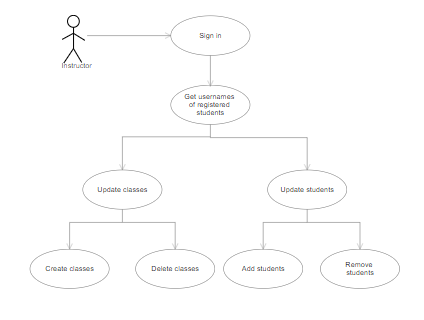 Sign in
Instructor
Get usernames
of registered
students
Update classes
Update students
Create classes
Delete classes
Add students
Remove
students